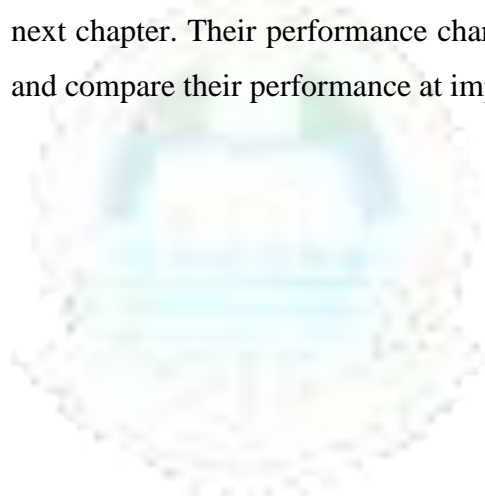 next chapter. Their performance char
and compare their performance at im